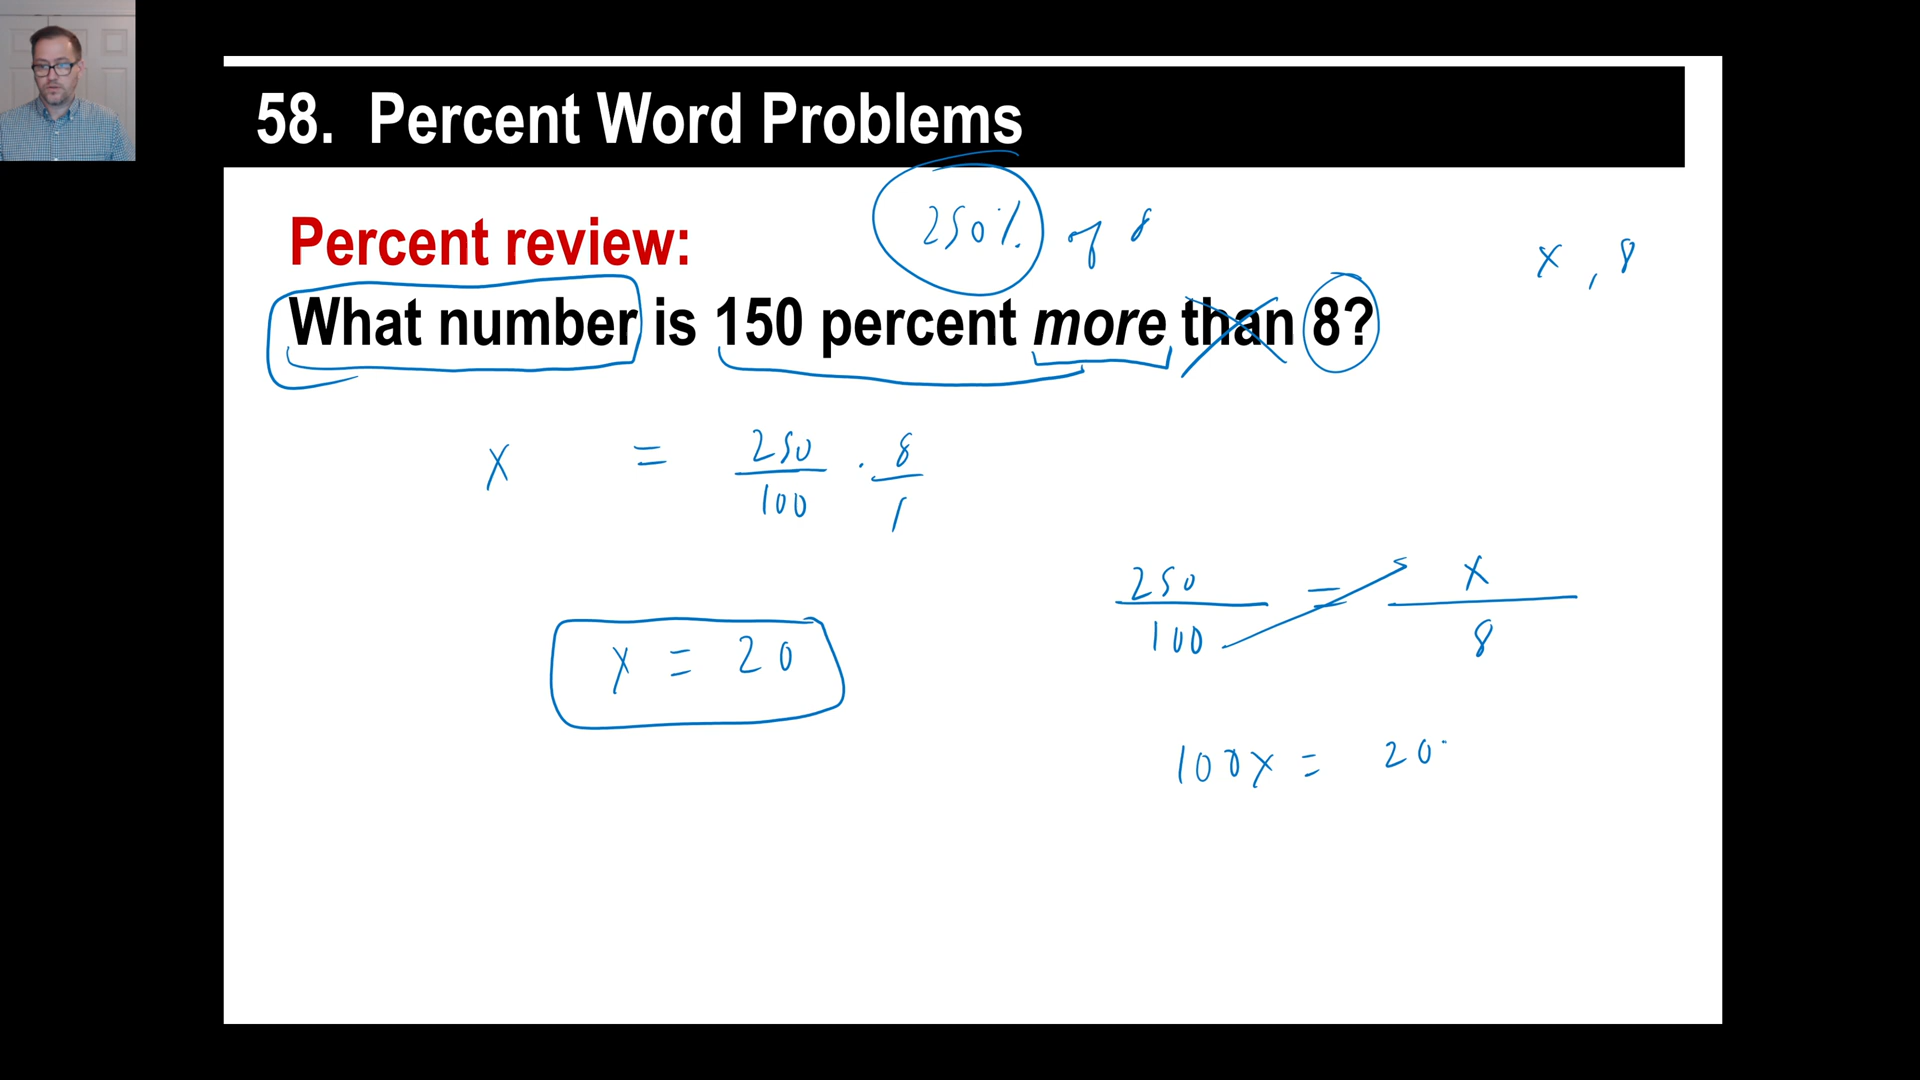 58. Percent Word Problems
Percent review:
250% of 8
x , 8
What number is 150 percent more than 8?
x = 250/100 · 8/1
250/100 = x/8
x = 20
100x = 20